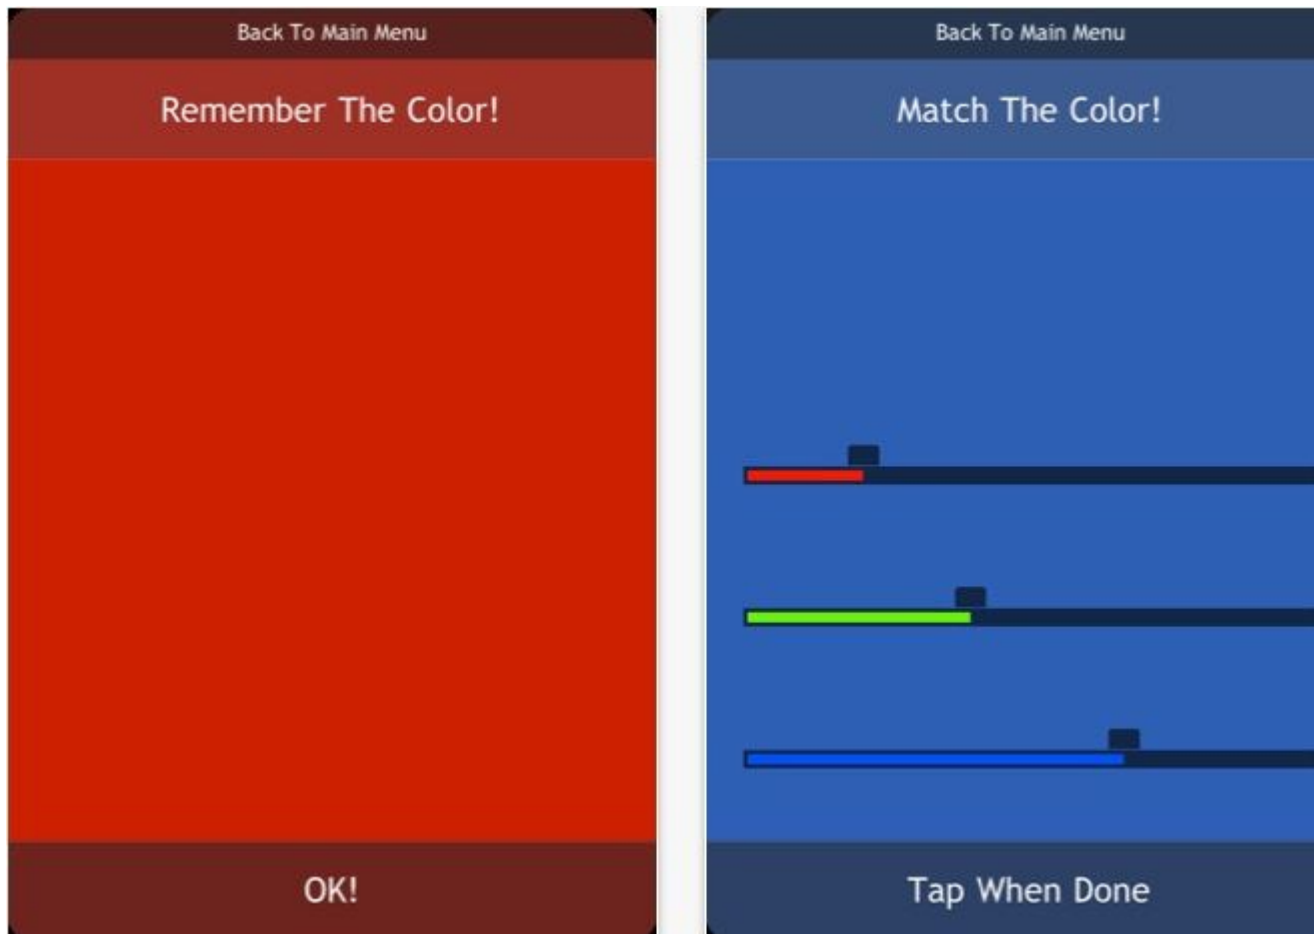 Back To Main Menu
Remember The Color!
OK!
Back To Main Menu
Match The Color!
Tap When Done